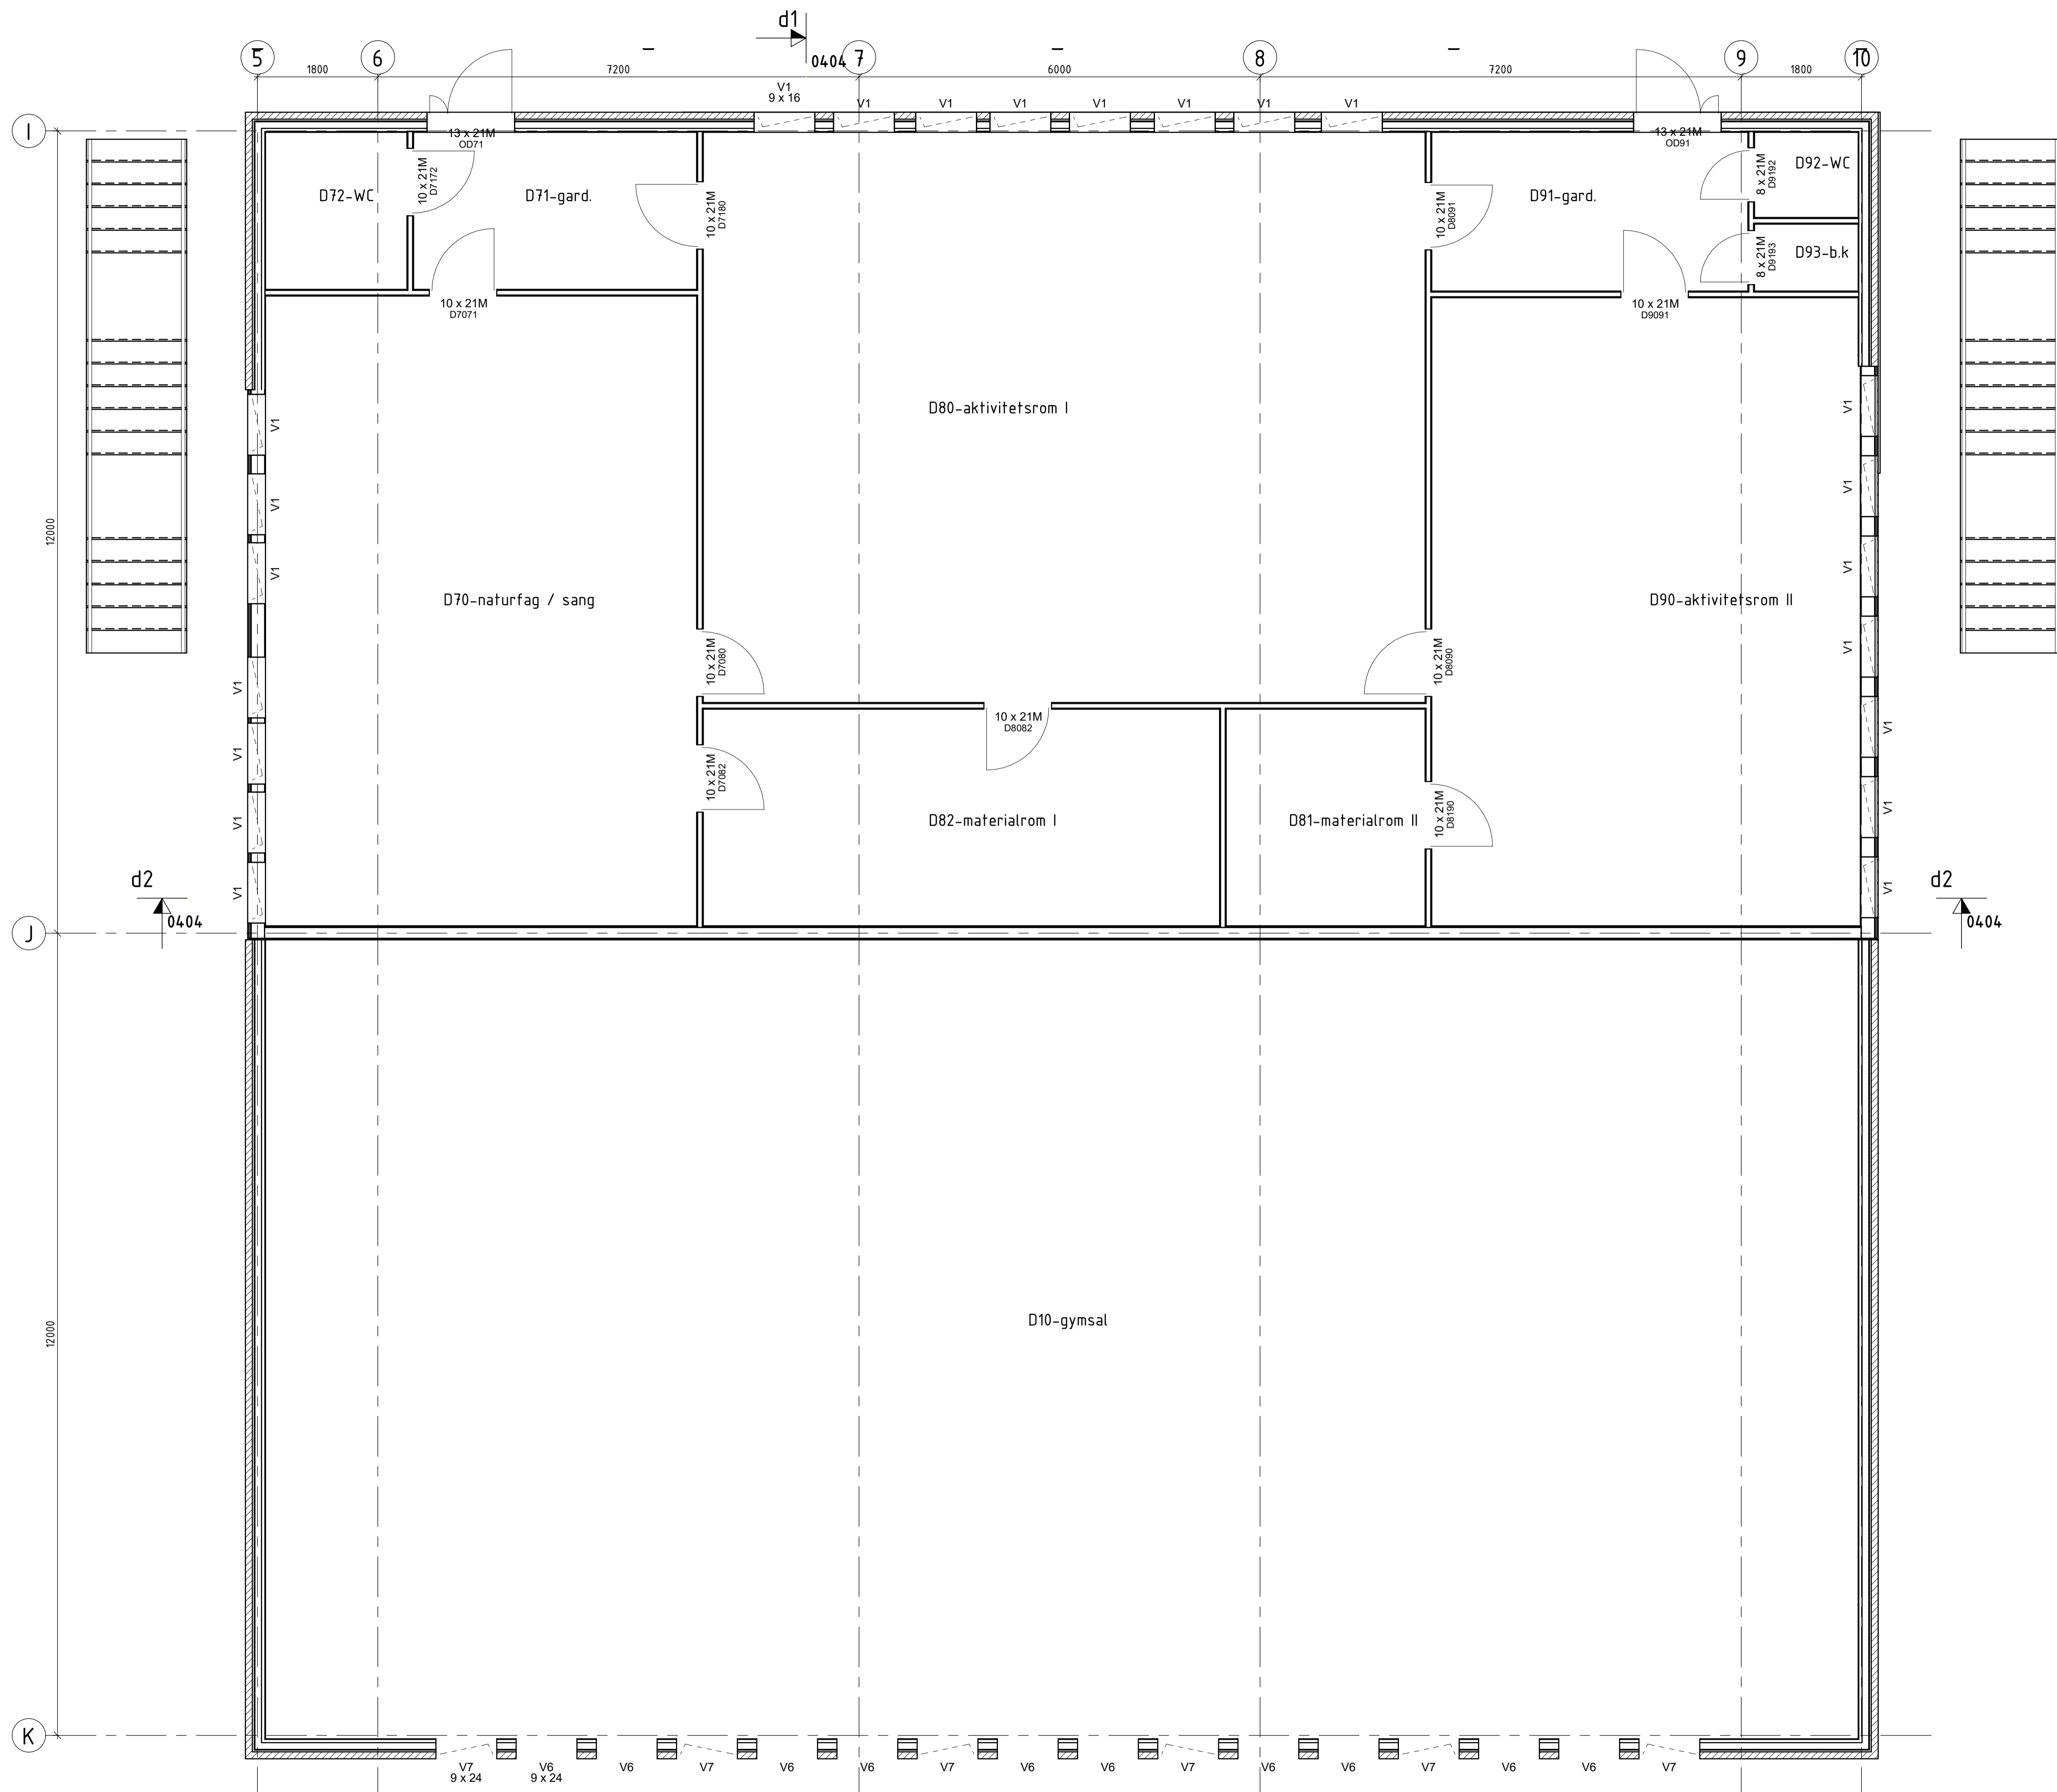 d1
5
6
7
8
9
10
0404
1800
7200
6000
7200
1800
V1
9 x 16
V1
V1
V1
V1
V1
V1
V1
I
13 x 21M
OD71
13 x 21M
OD91
D72-WC
10 x 21M
D7172
D71-gard.
10 x 21M
D7180
10 x 21M
D8091
D91-gard.
8 x 21M
D9192
D92-WC
8 x 21M
D9193
D93-b.k
10 x 21M
D7071
10 x 21M
D9091
V1
D80-aktivitetsrom I
V1
V1
V1
12000
V1
V1
D70-naturfag / sang
D90-aktivitetsrom II
V1
10 x 21M
D7080
10 x 21M
D8090
V1
10 x 21M
D8082
V1
V1
10 x 21M
D7082
V1
D82-materialrom I
D81-materialrom II
10 x 21M
D8190
V1
V1
V1
d2
0404
d2
0404
J
12000
D10-gymsal
K
V7
9 x 24
V6
9 x 24
V6
V7
V6
V6
V7
V6
V6
V7
V6
V6
V7
V6
V6
V7